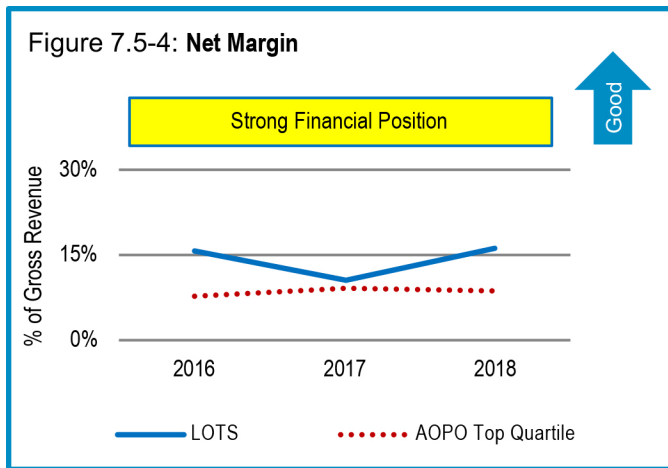 Figure 7.5-4: Net Margin
Good
Strong Financial Position
% of Gross Revenue
30%
15%
0%
2016 2017 2018
LOTS AOPO Top Quartile